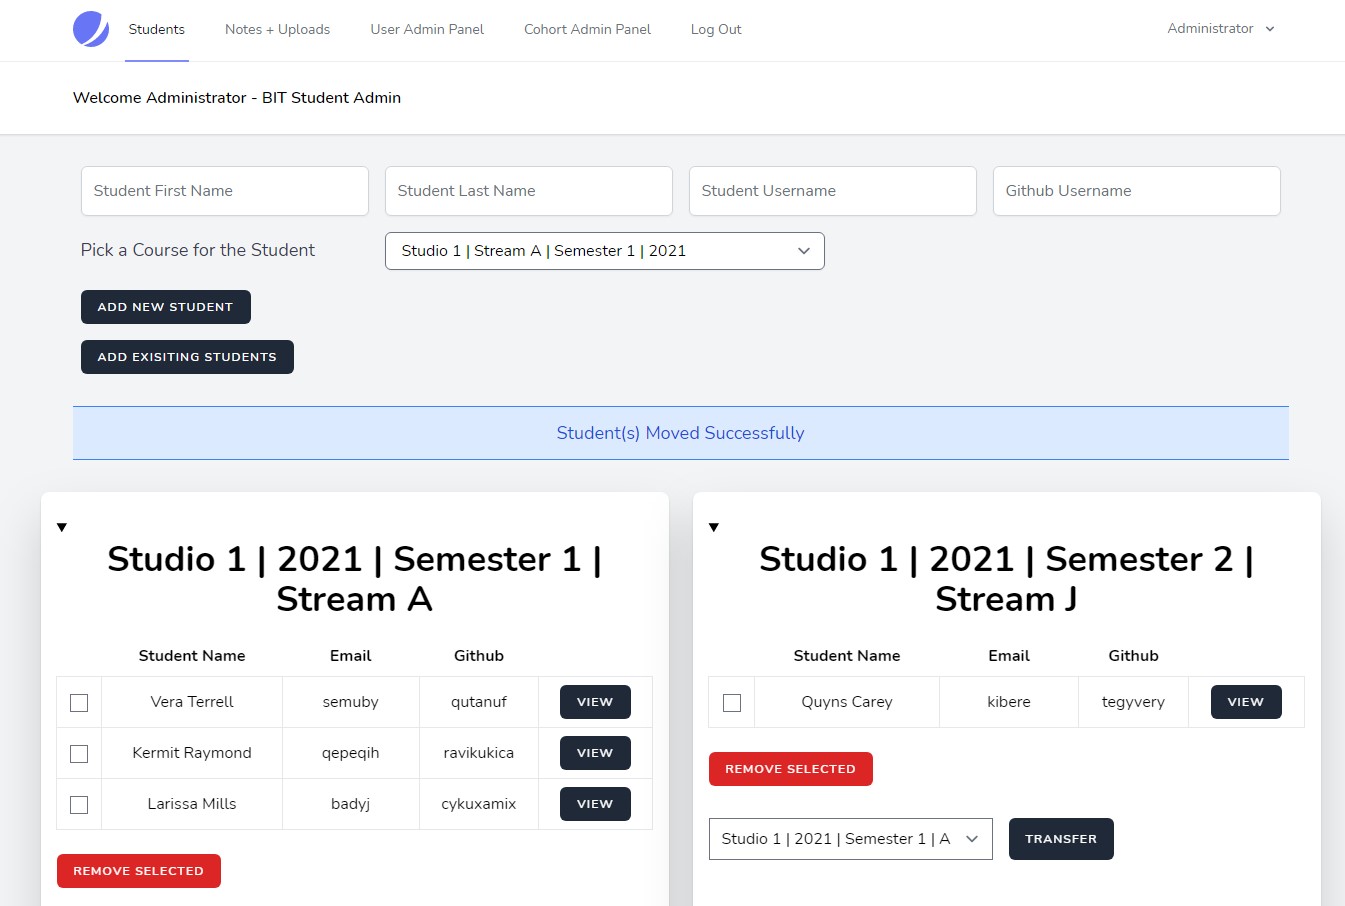 Students Notes + Uploads User Admin Panel Cohort Admin Panel Log Out Administrator
Welcome Administrator - BIT Student Admin
Student First Name Student Last Name Student Username Github Username
Pick a Course for the Student Studio 1 | Stream A | Semester 1 | 2021
ADD NEW STUDENT
ADD EXISITING STUDENTS
Student(s) Moved Successfully
Studio 1 | 2021 | Semester 1 |
Stream A
Student Name Email Github
Vera Terrell semuby qutanuf VIEW
Kermit Raymond qepeqih ravikukica VIEW
Larissa Mills badyj cykuxamix VIEW
REMOVE SELECTED
Studio 1 | 2021 | Semester 2 |
Stream J
Student Name Email Github
Quyns Carey kibere tegyvery VIEW
REMOVE SELECTED
Studio 1 | 2021 | Semester 1 | A TRANSFER